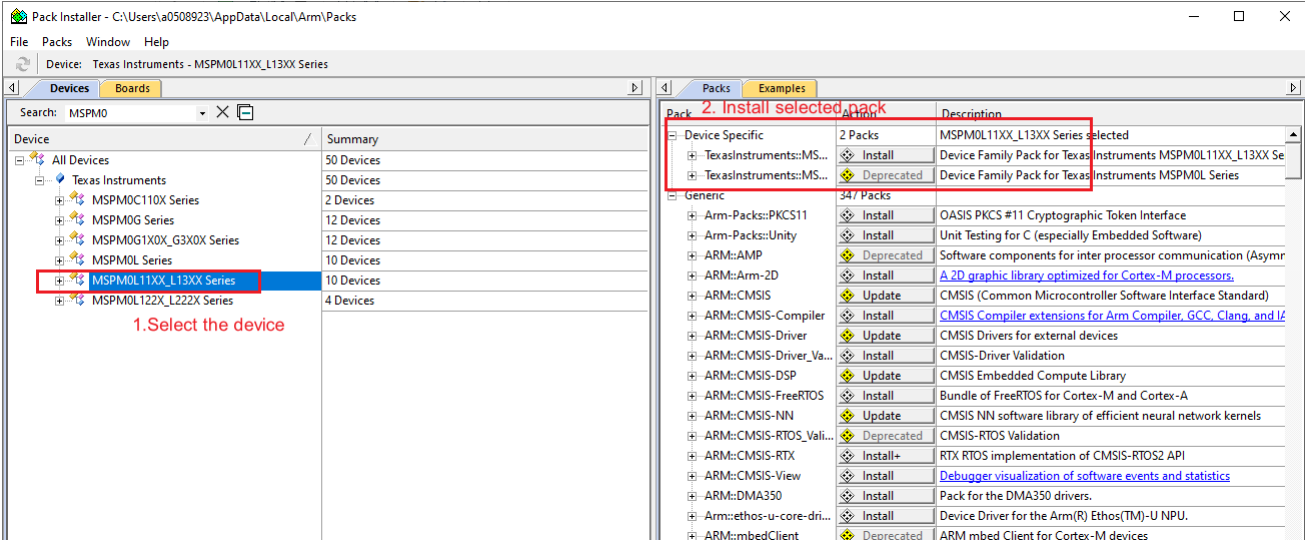 Pack Installer - C:\Users\a0508923\AppData\Local\Arm\Packs
File Packs Window Help
Device: Texas Instruments - MSPM0L11XX_L13XX Series
Devices Boards
Search: MSPM0
Device Summary
All Devices 50 Devices
Texas Instruments 50 Devices
MSPM0C110X Series 2 Devices
MSPM0G Series 12 Devices
MSPM0G1X0X_G3X0X Series 12 Devices
MSPM0L Series 10 Devices
MSPM0L11XX_L13XX Series 10 Devices
MSPM0L122X_L222X Series 4 Devices
1.Select the device
Packs Examples
2. Install selected pack
Pack Action Description
Device Specific 2 Packs MSPM0L11XX_L13XX Series selected
TexasInstruments::MS... Install Device Family Pack for Texas Instruments MSPM0L11XX_L13XX Se
TexasInstruments::MS... Deprecated Device Family Pack for Texas Instruments MSPM0L Series
Generic 347 Packs
Arm-Packs::PKCS11 Install OASIS PKCS #11 Cryptographic Token Interface
Arm-Packs::Unity Install Unit Testing for C (especially Embedded Software)
ARM::AMP Deprecated Software components for inter processor communication (Asymm
ARM::Arm-2D Install A 2D graphic library optimized for Cortex-M processors.
ARM::CMSIS Update CMSIS (Common Microcontroller Software Interface Standard)
ARM::CMSIS-Compiler Install CMSIS Compiler extensions for Arm Compiler, GCC, Clang, and IA
ARM::CMSIS-Driver Update CMSIS Drivers for external devices
ARM::CMSIS-Driver_Va... Install CMSIS-Driver Validation
ARM::CMSIS-DSP Update CMSIS Embedded Compute Library
ARM::CMSIS-FreeRTOS Install Bundle of FreeRTOS for Cortex-M and Cortex-A
ARM::CMSIS-NN Update CMSIS NN software library of efficient neural network kernels
ARM::CMSIS-RTOS_Vali... Deprecated CMSIS-RTOS Validation
ARM::CMSIS-RTX Install+ RTX RTOS implementation of CMSIS-RTOS2 API
ARM::CMSIS-View Install Debugger visualization of software events and statistics
ARM::DMA350 Install Pack for the DMA350 drivers.
Arm::ethos-u-core-dri... Install Device Driver for the Arm(R) Ethos(TM)-U NPU.
ARM::mbedClient Deprecated ARM mbed Client for Cortex-M devices